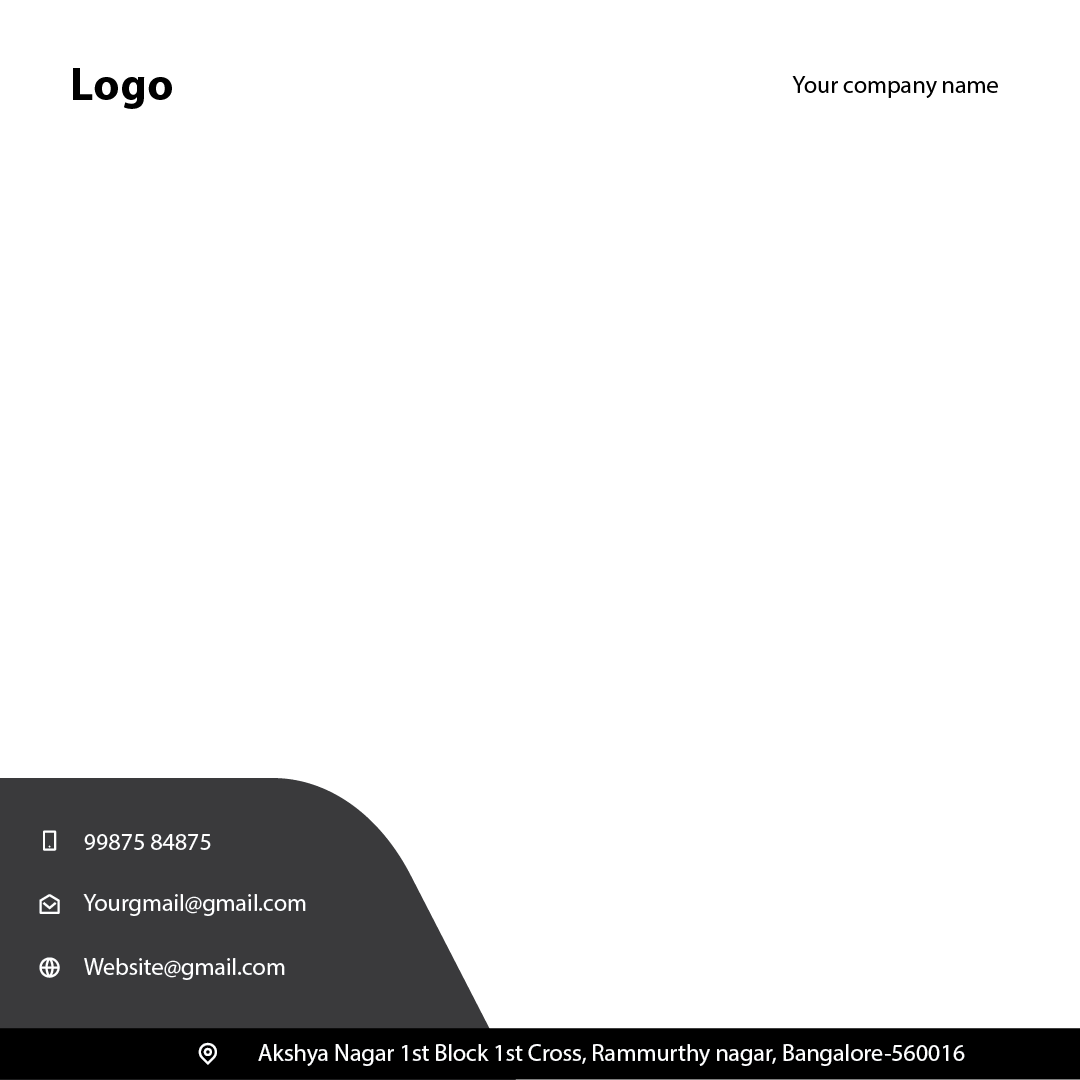 Logo
Your company name
99875 84875
Yourgmail@gmail.com
Website@gmail.com
Akshya Nagar 1st Block 1st Cross, Rammurthy nagar, Bangalore-560016